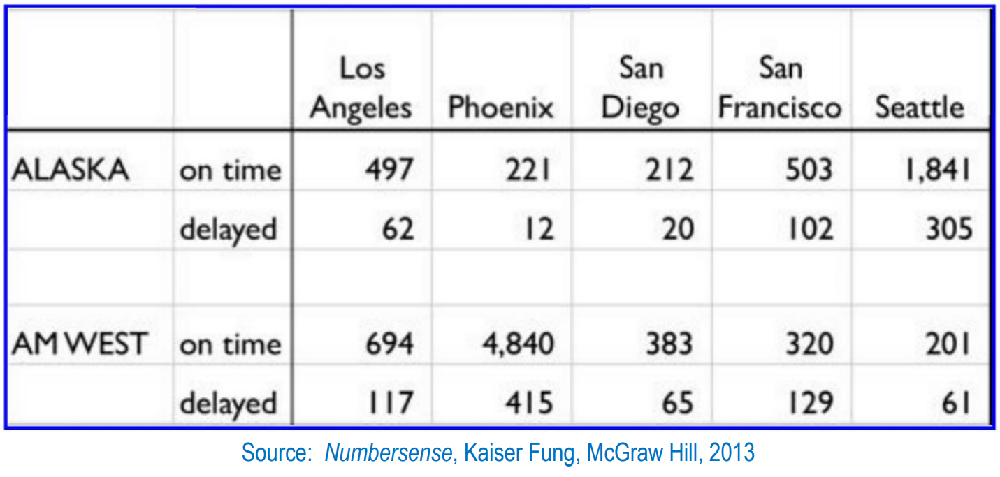 Los Angeles Phoenix San Diego San Francisco Seattle
ALASKA on time 497 221 212 503 1,841
delayed 62 12 20 102 305
AM WEST on time 694 4,840 383 320 201
delayed 117 415 65 129 61
Source: Numbersense, Kaiser Fung, McGraw Hill, 2013